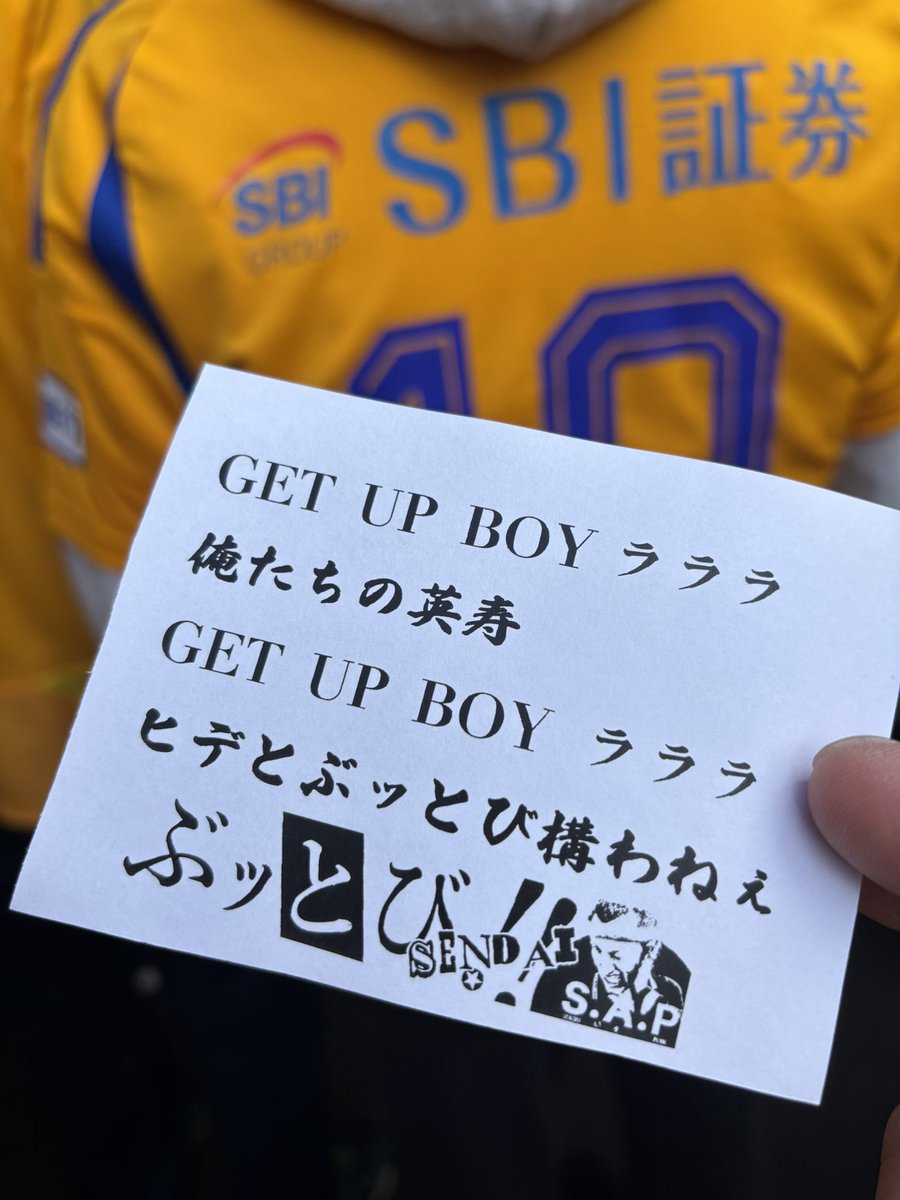 SBI証券
SBI
GROUP
10
GET UP BOY ラララ
俺たちの英寿
GET UP BOY ラララ
ヒデとぶッとび構わねぇ
ぶッとび!!
SENDAI
S.A.P